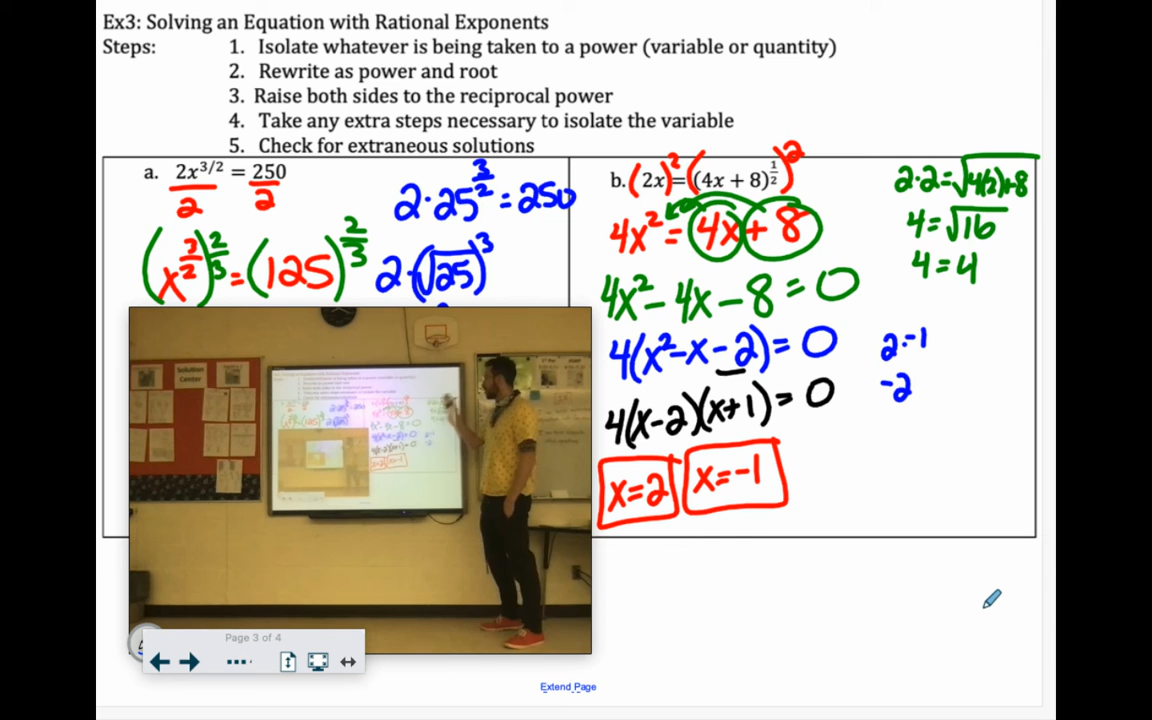 Ex3: Solving an Equation with Rational Exponents
Steps:
1. Isolate whatever is being taken to a power (variable or quantity)
2. Rewrite as power and root
3. Raise both sides to the reciprocal power
4. Take any extra steps necessary to isolate the variable
5. Check for extraneous solutions
a. 2x^{3/2} = 250
2 2
(x^{3/2})^{2/3} = (125)^{2/3}
2·25^{3/2} = 250
2·(√25)^3
b. (2x)^2 = ((4x + 8)^{1/2})^2
4x² = 4x + 8
4x² - 4x - 8 = 0
4(x² - x - 2) = 0
4(x-2)(x+1) = 0
x=2 x=-1
2·2 = √4(2)+8
4 = √16
4 = 4
2·-1
-2
Page 3 of 4
Extend Page